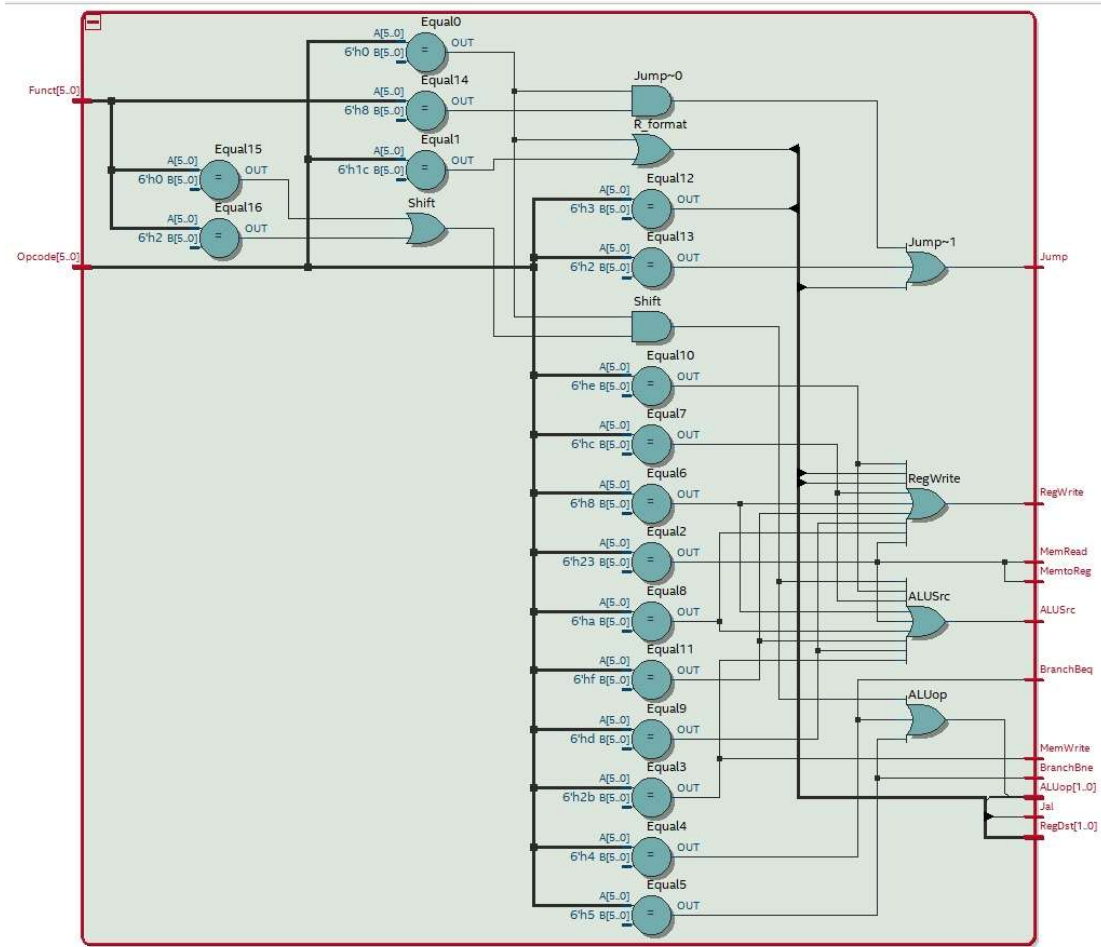 Equal0
A[5..0]
OUT
6'h0 B[5..0]
=
Equal14
Jump~0
Funct[5..0]
A[5..0]
OUT
6'h8 B[5..0]
=
R_format
Equal1
Equal15
A[5..0]
OUT
6'h1c B[5..0]
=
A[5..0]
OUT
6'h0 B[5..0]
=
Equal12
Equal16
Shift
A[5..0]
OUT
6'h3 B[5..0]
=
A[5..0]
OUT
6'h2 B[5..0]
=
Equal13
Jump~1
Opcode[5..0]
A[5..0]
OUT
6'h2 B[5..0]
=
Jump
Shift
Equal10
A[5..0]
OUT
6'he B[5..0]
=
Equal7
A[5..0]
OUT
6'hc B[5..0]
=
Equal6
RegWrite
A[5..0]
OUT
6'h8 B[5..0]
=
RegWrite
Equal2
A[5..0]
OUT
6'h23 B[5..0]
=
MemRead
MemtoReg
Equal8
ALUSrc
A[5..0]
OUT
6'ha B[5..0]
=
ALUSrc
Equal11
A[5..0]
OUT
6'hf B[5..0]
=
BranchBeq
Equal9
ALUop
A[5..0]
OUT
6'hd B[5..0]
=
MemWrite
Equal3
BranchBne
A[5..0]
OUT
6'h2b B[5..0]
=
ALUop[1..0]
Jal
Equal4
RegDst[1..0]
A[5..0]
OUT
6'h4 B[5..0]
=
Equal5
A[5..0]
OUT
6'h5 B[5..0]
=